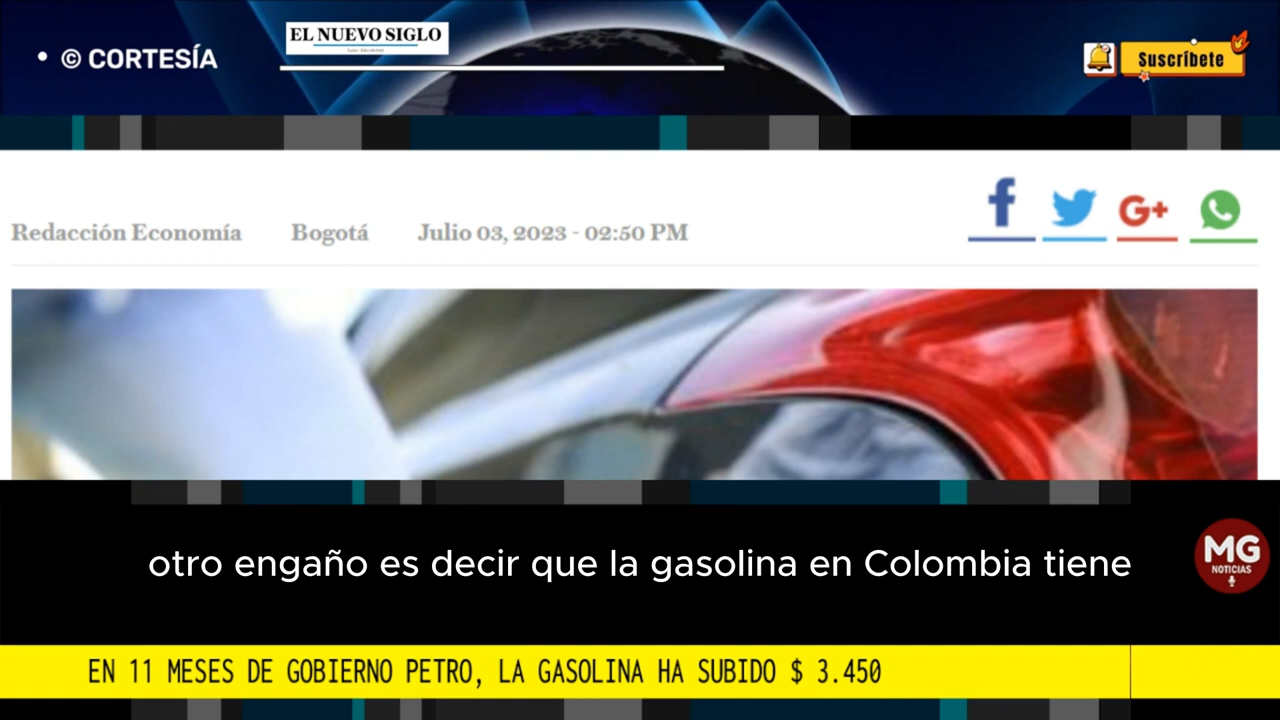 • © CORTESÍA
EL NUEVO SIGLO
Suscríbete
Redacción Economía Bogotá Julio 03, 2023 - 02:50 PM
f
G+
otro engaño es decir que la gasolina en Colombia tiene
MG
NOTICIAS
EN 11 MESES DE GOBIERNO PETRO, LA GASOLINA HA SUBIDO $ 3.450